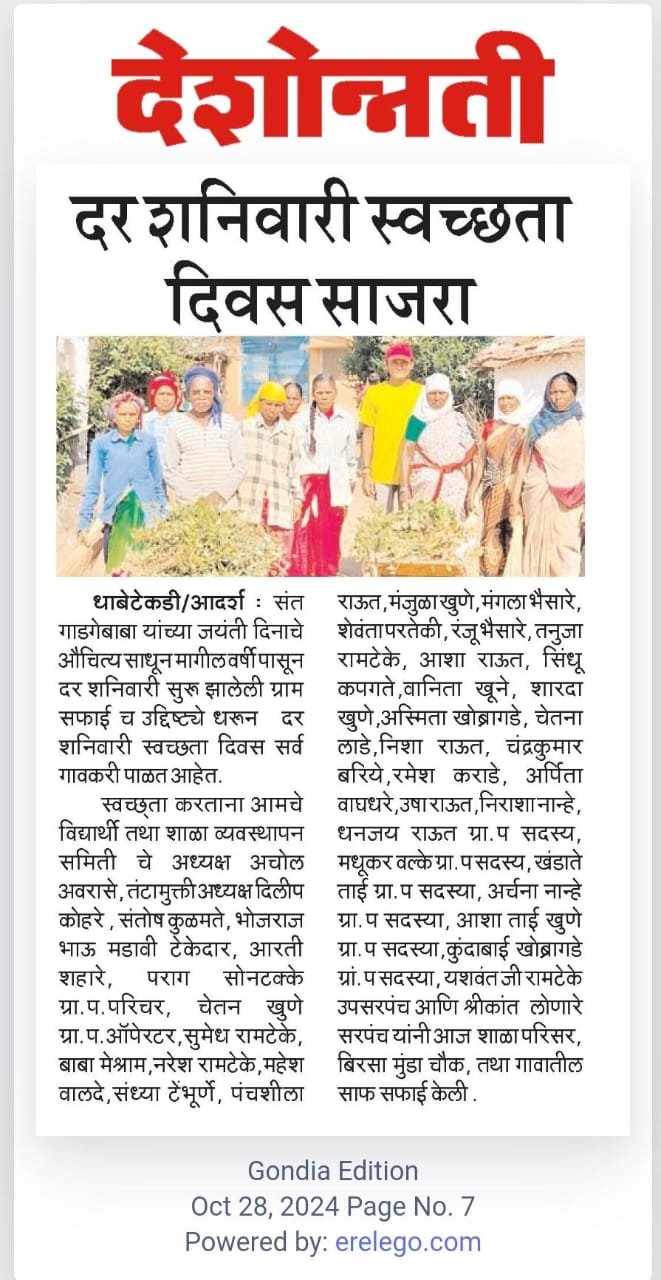 देशोन्नती
दर शनिवारी स्वच्छता
दिवस साजरा
धाबेटेकडी/आदर्श : संत
गाडगेबाबा यांच्या जयंती दिनाचे
औचित्य साधून मागील वर्षी पासून
दर शनिवारी सुरू झालेली ग्राम
सफाई च उद्दिष्ट्ये धरून दर
शनिवारी स्वच्छता दिवस सर्व
गावकरी पाळत आहेत.
स्वच्छ्ता करताना आमचे
विद्यार्थी तथा शाळा व्यवस्थापन
समिती चे अध्यक्ष अचोल
अवरासे,तंटामुक्ती अध्यक्ष दिलीप
कोहरे , संतोष कुळमते, भोजराज
भाऊ मडावी टेकेदार, आरती
शहारे, पराग सोनटक्के
ग्रा.प.परिचर, चेतन खुणे
ग्रा.प.ऑपेरटर,सुमेध रामटेके,
बाबा मेश्राम,नरेश रामटेके,महेश
वालदे,संध्या टेंभूर्णे, पंचशीला
राऊत,मंजुळा खुणे,मंगला भैसारे,
शेवंता परतेकी, रंजू भैसारे, तनुजा
रामटेके, आशा राऊत, सिंधू
कपगते,वानिता खूने, शारदा
खुणे,अस्मिता खोब्रागडे, चेतना
लाडे,निशा राऊत, चंद्रकुमार
बरिये,रमेश कराडे, अर्पिता
वाघधरे,उषा राऊत,निराशा नान्हे,
धनजय राऊत ग्रा.प सदस्य,
मधूकर वल्के ग्रा.प सदस्य, खंडाते
ताई ग्रा.प सदस्या, अर्चना नान्हे
ग्रा.प सदस्या, आशा ताई खुणे
ग्रा.प सदस्या,कुंदाबाई खोब्रागडे
ग्रां.प सदस्या, यशवंत जी रामटेके
उपसरपंच आणि श्रीकांत लोणारे
सरपंच यांनी आज शाळा परिसर,
बिरसा मुंडा चौक, तथा गावातील
साफ सफाई केली .
Gondia Edition
Oct 28, 2024 Page No. 7
Powered by: erelego.com